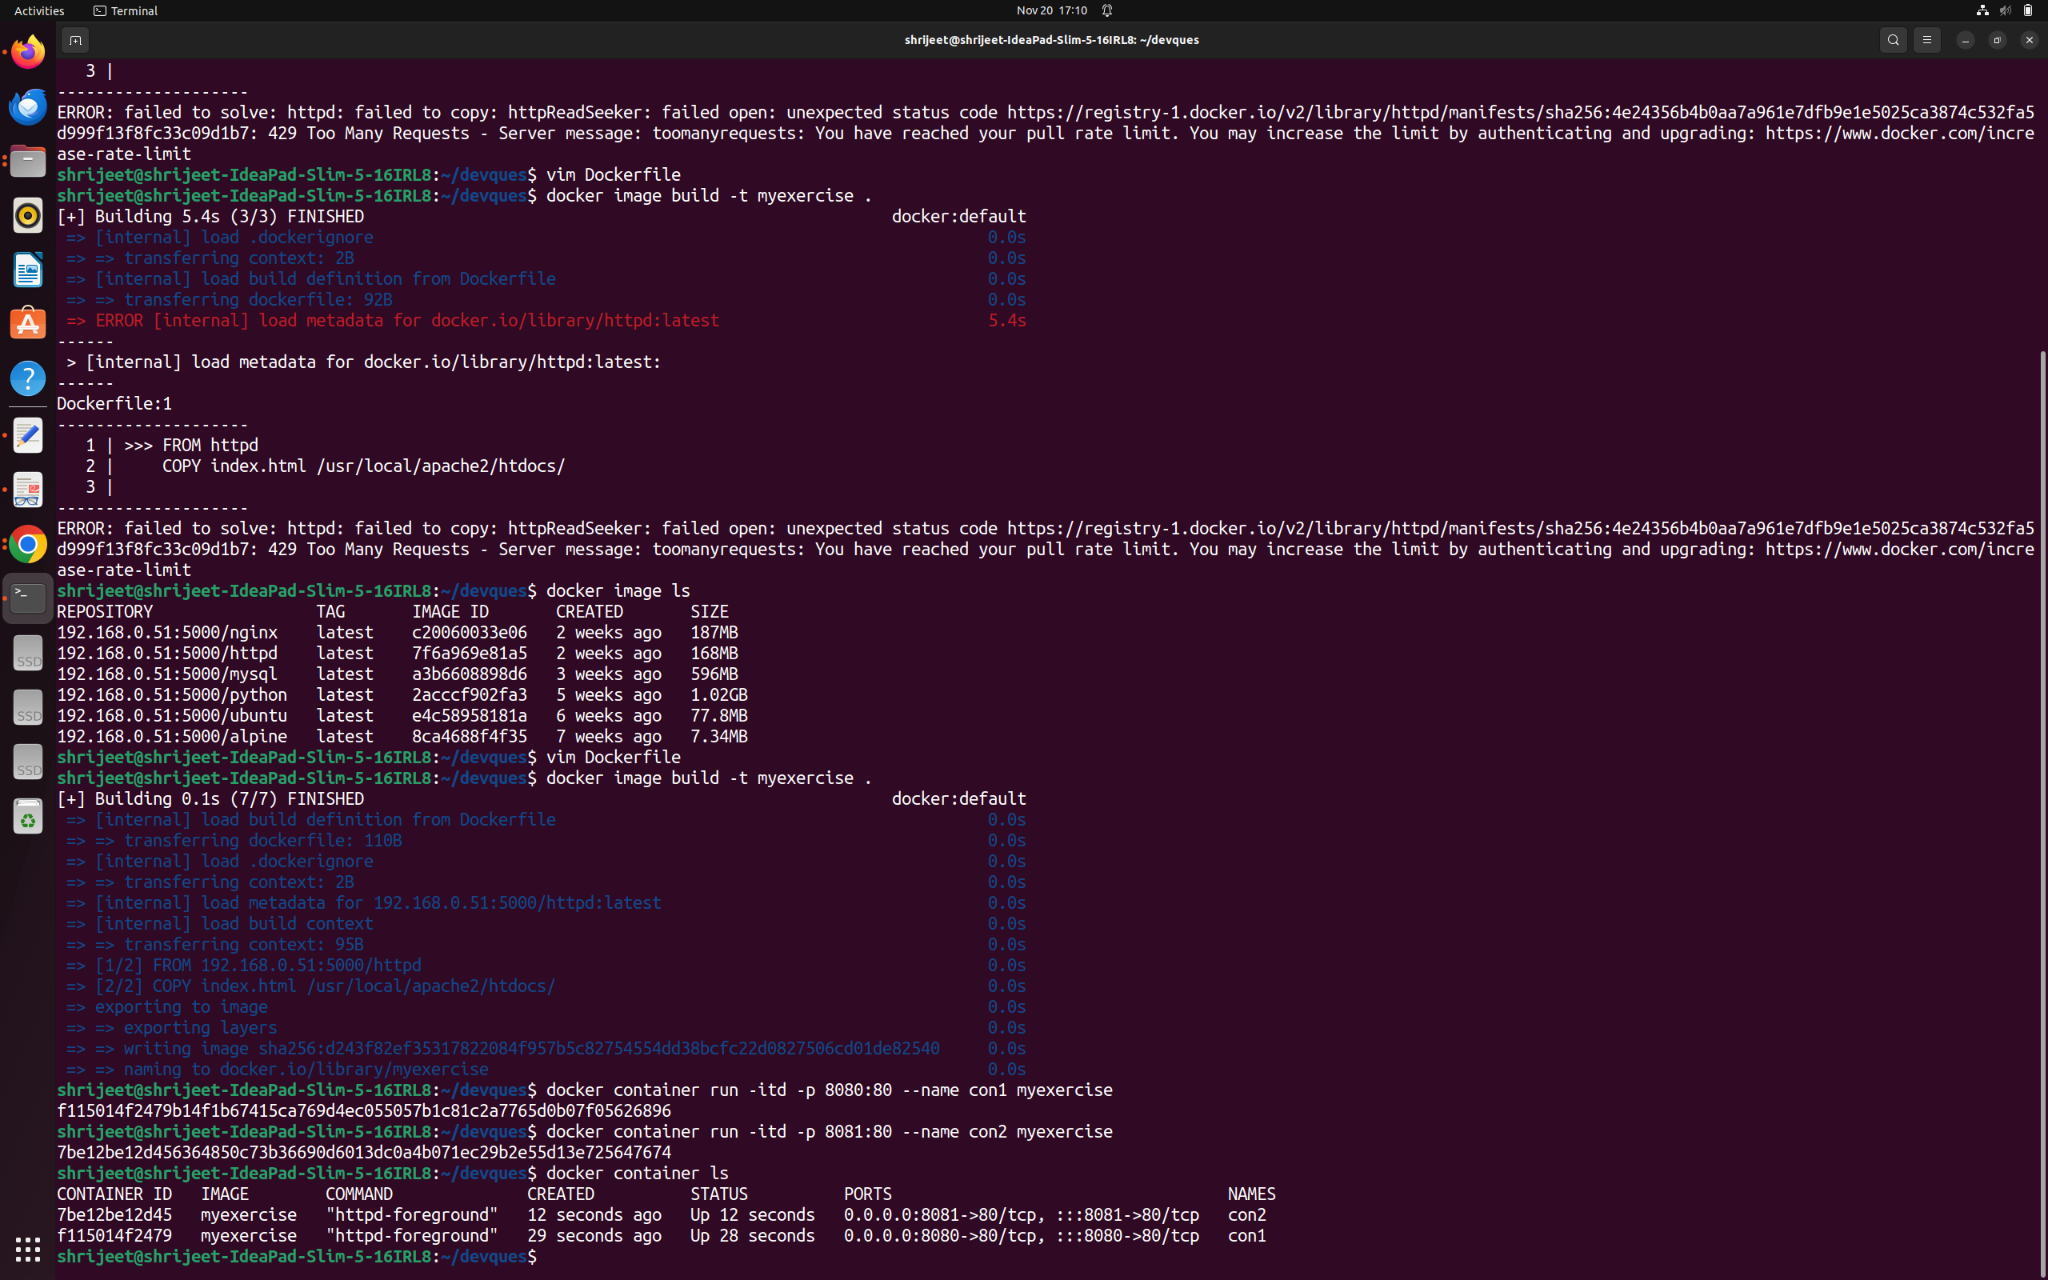 Activities
Terminal
Nov 20 17:10
shrijeet@shrijeet-IdeaPad-Slim-5-16IRL8: ~/devques
3 |
--------------------
ERROR: failed to solve: httpd: failed to copy: httpReadSeeker: failed open: unexpected status code https://registry-1.docker.io/v2/library/httpd/manifests/sha256:4e24356b4b0aa7a961e7dfb9e1e5025ca3874c532fa5
d999f13f8fc33c09d1b7: 429 Too Many Requests - Server message: toomanyrequests: You have reached your pull rate limit. You may increase the limit by authenticating and upgrading: https://www.docker.com/incre
ase-rate-limit
shrijeet@shrijeet-IdeaPad-Slim-5-16IRL8:~/devques$ vim Dockerfile
shrijeet@shrijeet-IdeaPad-Slim-5-16IRL8:~/devques$ docker image build -t myexercise .
[+] Building 5.4s (3/3) FINISHED docker:default
=> [internal] load .dockerignore 0.0s
=> => transferring context: 2B 0.0s
=> [internal] load build definition from Dockerfile 0.0s
=> => transferring dockerfile: 92B 0.0s
=> ERROR [internal] load metadata for docker.io/library/httpd:latest 5.4s
------
> [internal] load metadata for docker.io/library/httpd:latest:
------
Dockerfile:1
--------------------
1 | >>> FROM httpd
2 | COPY index.html /usr/local/apache2/htdocs/
3 |
--------------------
ERROR: failed to solve: httpd: failed to copy: httpReadSeeker: failed open: unexpected status code https://registry-1.docker.io/v2/library/httpd/manifests/sha256:4e24356b4b0aa7a961e7dfb9e1e5025ca3874c532fa5
d999f13f8fc33c09d1b7: 429 Too Many Requests - Server message: toomanyrequests: You have reached your pull rate limit. You may increase the limit by authenticating and upgrading: https://www.docker.com/incre
ase-rate-limit
shrijeet@shrijeet-IdeaPad-Slim-5-16IRL8:~/devques$ docker image ls
REPOSITORY TAG IMAGE ID CREATED SIZE
192.168.0.51:5000/nginx latest c20060033e06 2 weeks ago 187MB
192.168.0.51:5000/httpd latest 7f6a969e81a5 2 weeks ago 168MB
192.168.0.51:5000/mysql latest a3b6608898d6 3 weeks ago 596MB
192.168.0.51:5000/python latest 2acccf902fa3 5 weeks ago 1.02GB
192.168.0.51:5000/ubuntu latest e4c58958181a 6 weeks ago 77.8MB
192.168.0.51:5000/alpine latest 8ca4688f4f35 7 weeks ago 7.34MB
shrijeet@shrijeet-IdeaPad-Slim-5-16IRL8:~/devques$ vim Dockerfile
shrijeet@shrijeet-IdeaPad-Slim-5-16IRL8:~/devques$ docker image build -t myexercise .
[+] Building 0.1s (7/7) FINISHED docker:default
=> [internal] load build definition from Dockerfile 0.0s
=> => transferring dockerfile: 110B 0.0s
=> [internal] load .dockerignore 0.0s
=> => transferring context: 2B 0.0s
=> [internal] load metadata for 192.168.0.51:5000/httpd:latest 0.0s
=> [internal] load build context 0.0s
=> => transferring context: 95B 0.0s
=> [1/2] FROM 192.168.0.51:5000/httpd 0.0s
=> [2/2] COPY index.html /usr/local/apache2/htdocs/ 0.0s
=> exporting to image 0.0s
=> => exporting layers 0.0s
=> => writing image sha256:d243f82ef35317822084f957b5c82754554dd38bcfc22d0827506cd01de82540 0.0s
=> => naming to docker.io/library/myexercise 0.0s
shrijeet@shrijeet-IdeaPad-Slim-5-16IRL8:~/devques$ docker container run -itd -p 8080:80 --name con1 myexercise
f115014f2479b14f1b67415ca769d4ec055057b1c81c2a7765d0b07f05626896
shrijeet@shrijeet-IdeaPad-Slim-5-16IRL8:~/devques$ docker container run -itd -p 8081:80 --name con2 myexercise
7be12be12d456364850c73b36690d6013dc0a4b071ec29b2e55d13e725647674
shrijeet@shrijeet-IdeaPad-Slim-5-16IRL8:~/devques$ docker container ls
CONTAINER ID IMAGE COMMAND CREATED STATUS PORTS NAMES
7be12be12d45 myexercise "httpd-foreground" 12 seconds ago Up 12 seconds 0.0.0.0:8081->80/tcp, :::8081->80/tcp con2
f115014f2479 myexercise "httpd-foreground" 29 seconds ago Up 28 seconds 0.0.0.0:8080->80/tcp, :::8080->80/tcp con1
shrijeet@shrijeet-IdeaPad-Slim-5-16IRL8:~/devques$
SSD
SSD
SSD